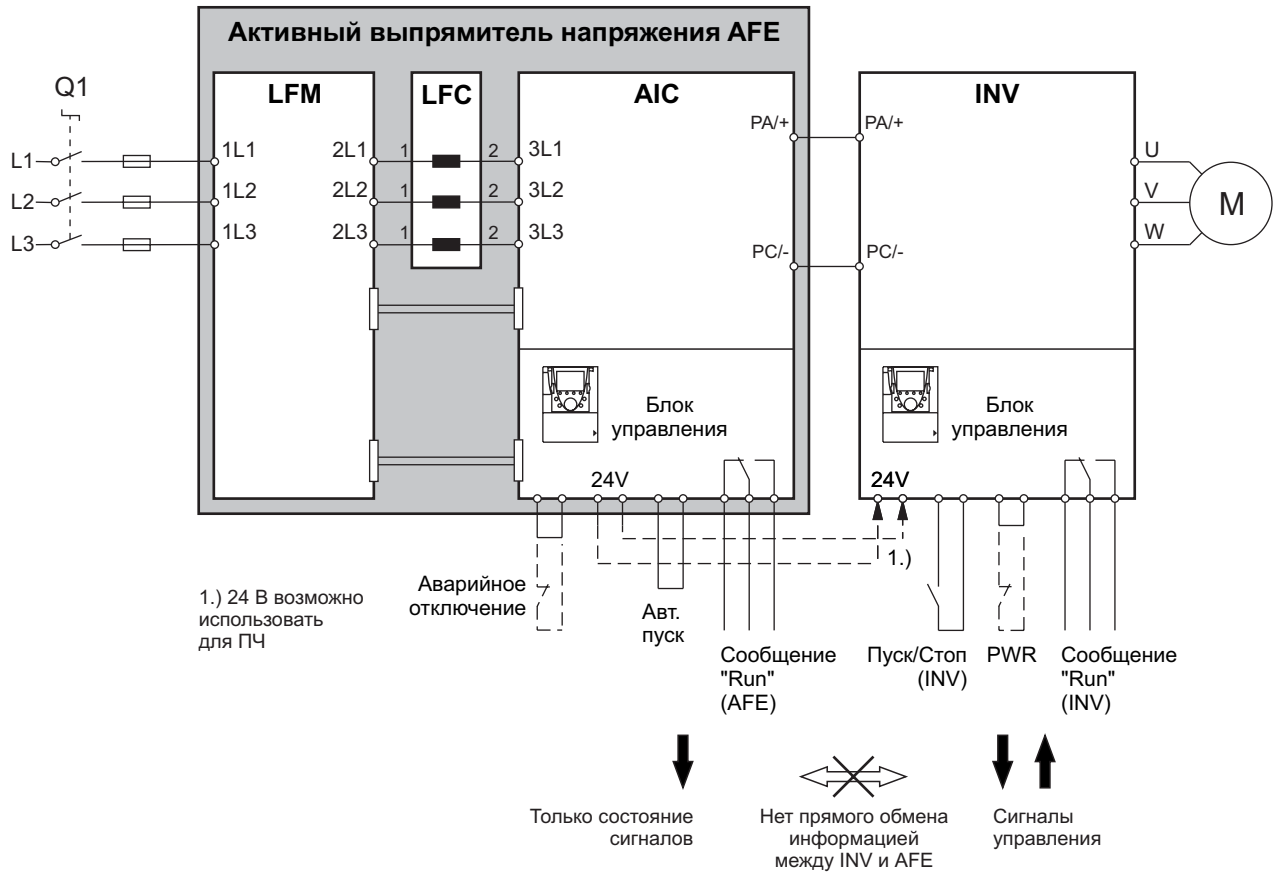 Активный выпрямитель напряжения AFE
Q1
LFM
LFC
AIC
INV
PA/+
PA/+
L1
1L1
2L1
1
2
3L1
U
L2
1L2
2L2
1
2
3L2
V
M
L3
1L3
2L3
1
2
3L3
W
PC/-
PC/-
Блок
управления
Блок
управления
24V
24V
1.)
1.) 24 В возможно
использовать
для ПЧ
Аварийное
отключение
Авт.
пуск
Сообщение
"Run"
(AFE)
Пуск/Стоп
(INV)
PWR
Сообщение
"Run"
(INV)
Только состояние
сигналов
Нет прямого обмена
информацией
между INV и AFE
Сигналы
управления